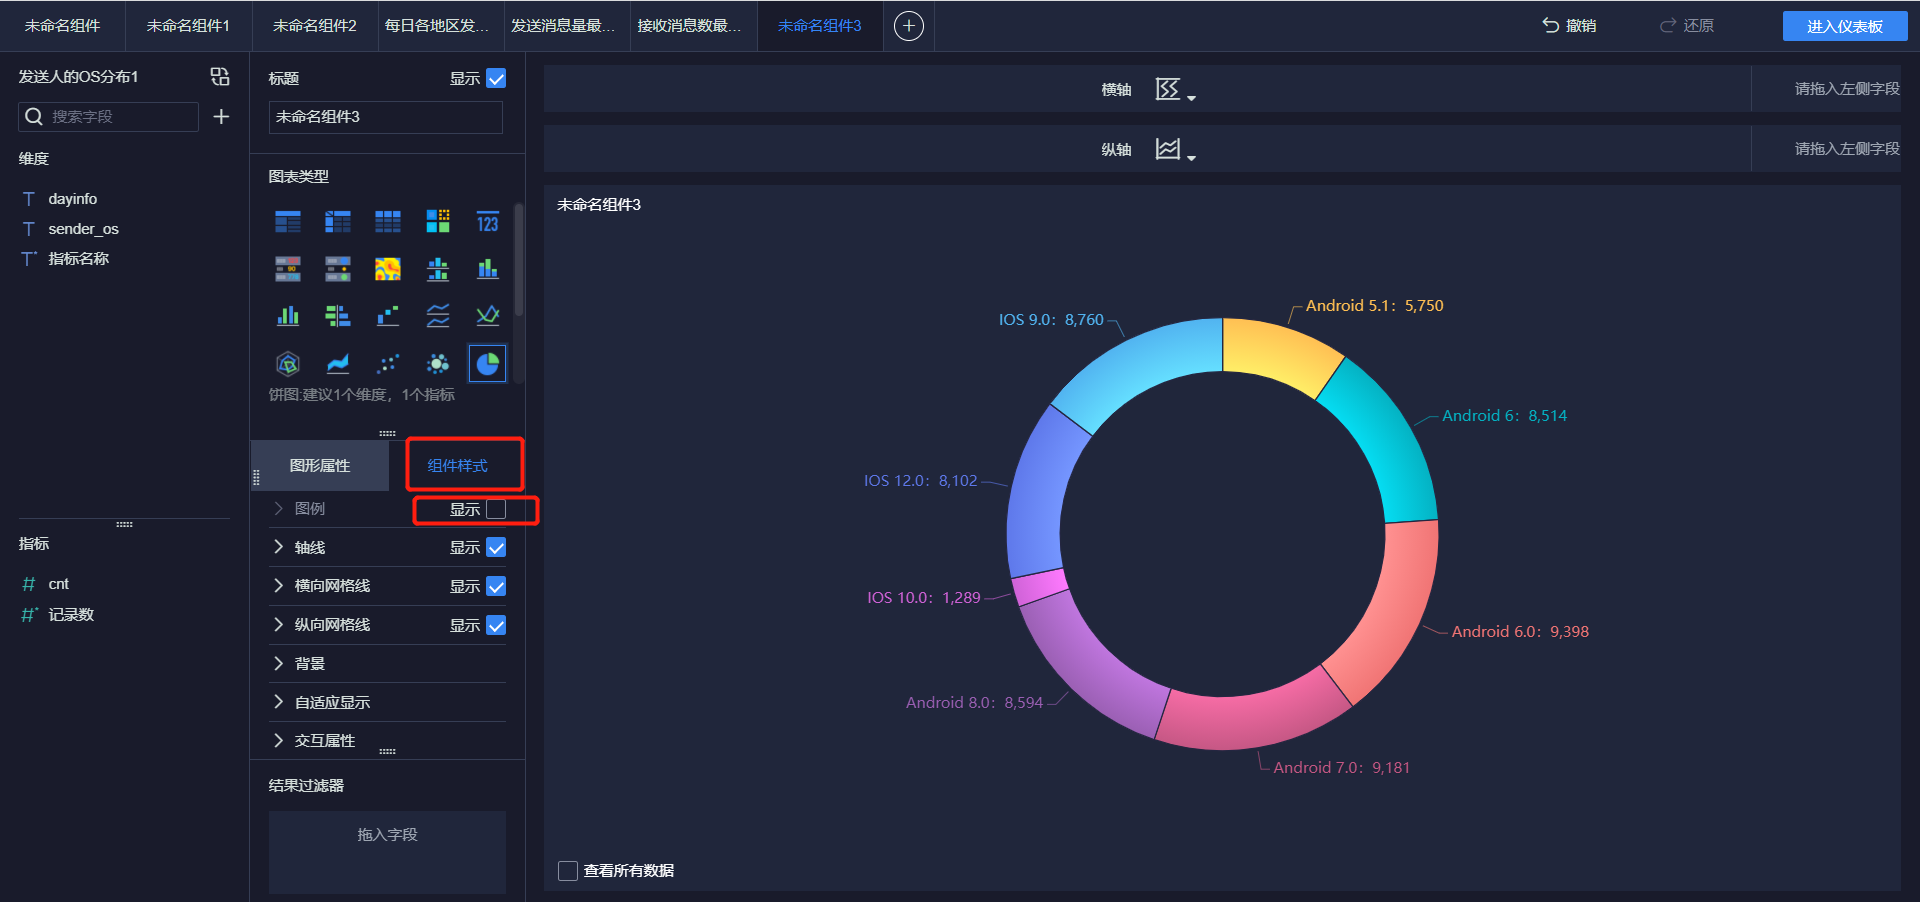 未命名组件
未命名组件1
未命名组件2
每日各地区发...
发送消息量最...
接收消息数最...
未命名组件3
撤销
还原
进入仪表板
发送人的OS分布1
搜索字段
维度
dayinfo
sender_os
指标名称
指标
cnt
记录数
标题
显示
未命名组件3
图表类型
123
90
饼图:建议1个维度，1个指标
图形属性
组件样式
图例 显示
轴线 显示
横向网格线 显示
纵向网格线 显示
背景
自适应显示
交互属性
结果过滤器
拖入字段
横轴
请拖入左侧字段
纵轴
请拖入左侧字段
未命名组件3
Android 5.1: 5,750
IOS 9.0: 8,760
Android 6: 8,514
IOS 12.0: 8,102
IOS 10.0: 1,289
Android 6.0: 9,398
Android 8.0: 8,594
Android 7.0: 9,181
查看所有数据